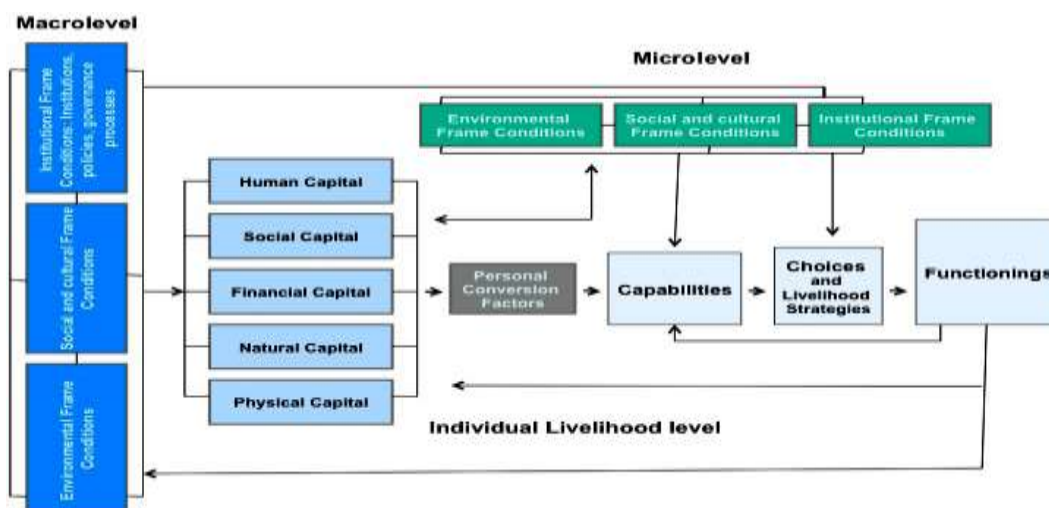 Macrolevel
Institutional Frame
Conditions: Institutions,
policies, governance
processes
Social and cultural Frame
Conditions
Environmental Frame
Conditions
Human Capital
Social Capital
Financial Capital
Natural Capital
Physical Capital
Microlevel
Environmental
Frame Conditions
Social and cultural
Frame Conditions
Institutional Frame
Conditions
Personal
Conversion
Factors
Capabilities
Choices
and
Livelihood
Strategies
Functionings
Individual Livelihood level